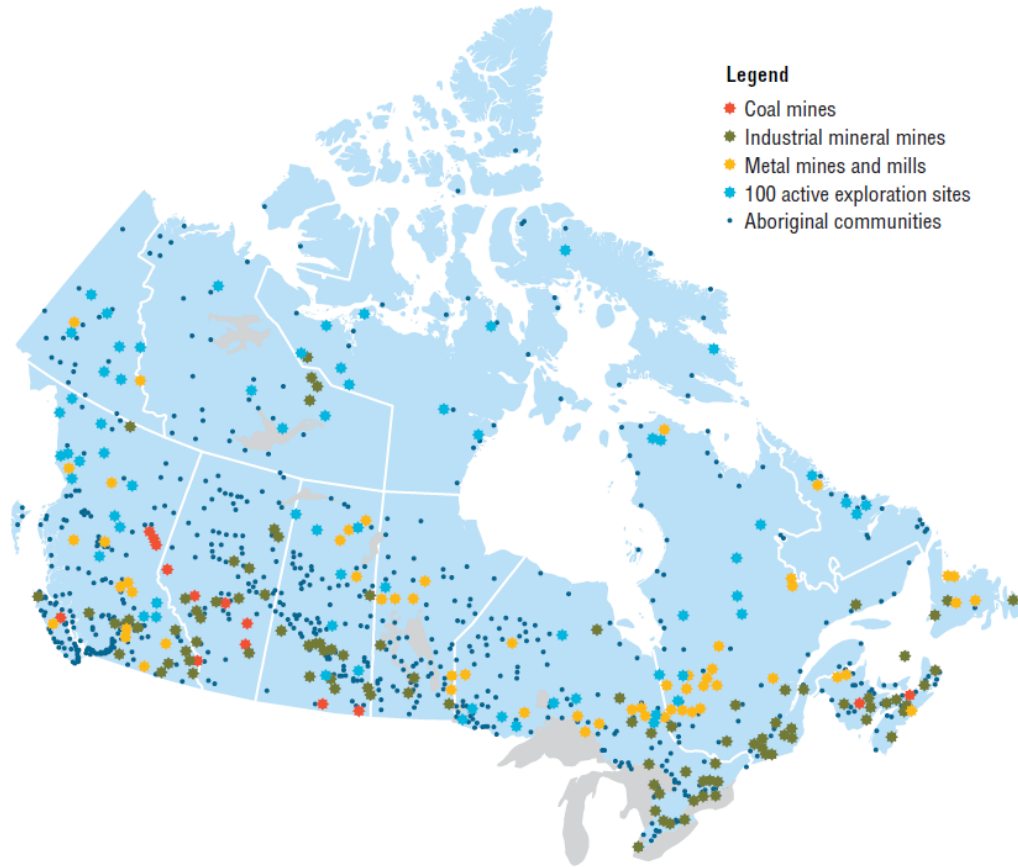 Legend
Coal mines
Industrial mineral mines
Metal mines and mills
100 active exploration sites
Aboriginal communities